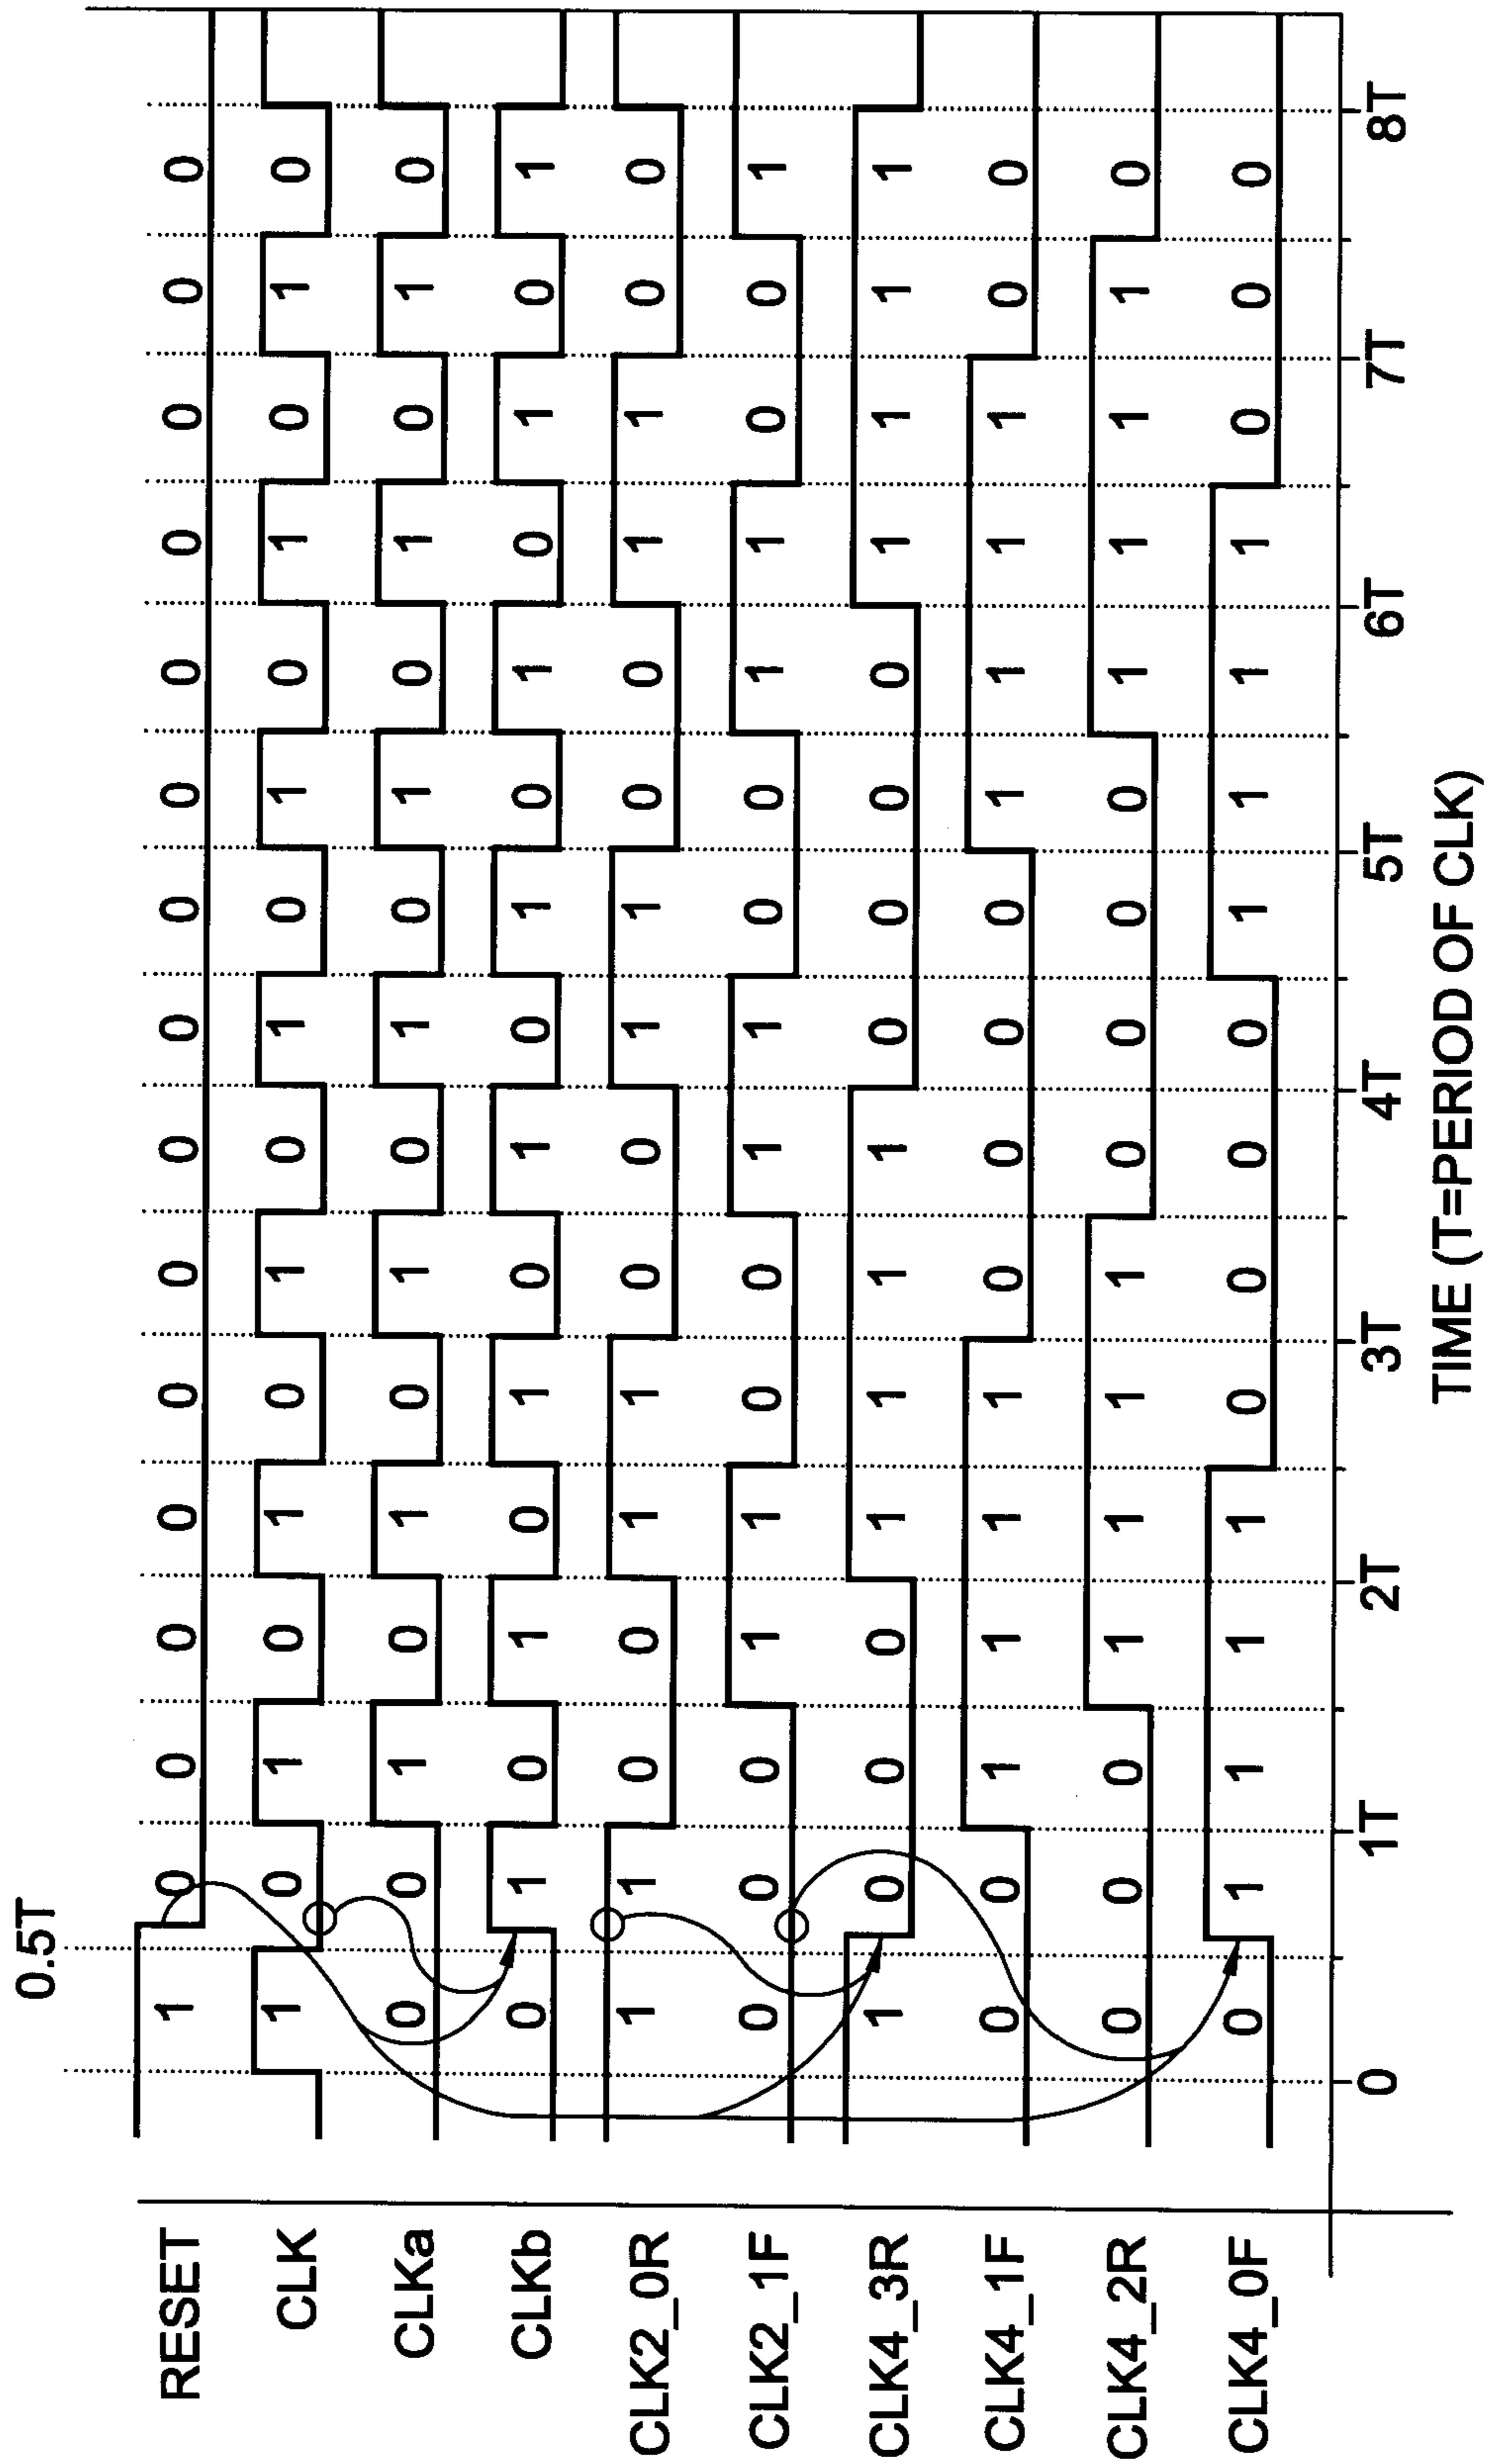 0.5T
RESET 1 0 0 0 0 0 0 0 0 0 0 0 0 0 0 0
CLK 1 0 1 0 1 0 1 0 1 0 1 0 1 0 1 0
CLKa 0 0 1 0 1 0 1 0 1 0 1 0 1 0 1 0
CLKb 0 1 0 1 0 1 0 1 0 1 0 1 0 1 0 1
CLK2_0R 1 1 0 0 1 1 0 0 1 1 0 0 1 1 0 0
CLK2_1F 0 0 0 1 1 0 0 1 1 0 0 1 1 0 0 1
CLK4_3R 1 0 0 0 1 1 1 1 0 0 0 0 1 1 1 1
CLK4_1F 0 0 1 1 1 1 0 0 0 0 1 1 1 1 0 0
CLK4_2R 0 0 0 1 1 1 1 0 0 0 0 1 1 1 1 0
CLK4_0F 0 1 1 1 1 0 0 0 0 1 1 1 1 0 0 0
0 1T 2T 3T 4T 5T 6T 7T 8T
TIME (T=PERIOD OF CLK)